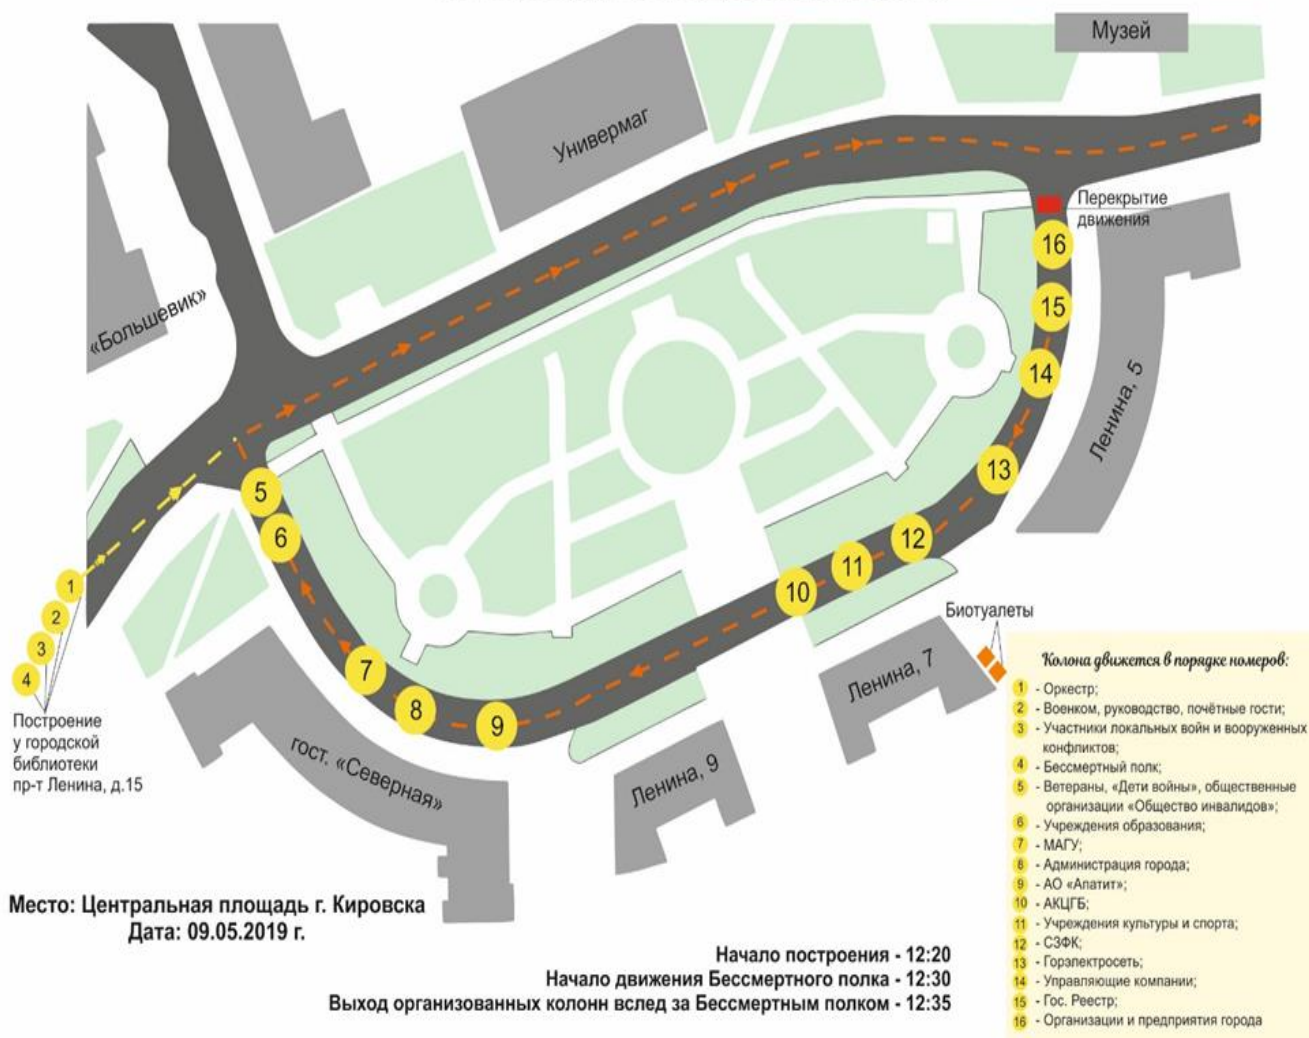 Музей
Универмаг
Перекрытие
движения
16
«Большевик»
15
14
Ленина, 5
13
5
12
6
11
10
1
Биотуалеты
2
3
Ленина, 7
4
7
8
9
Построение
у городской
библиотеки
пр-т Ленина, д.15
гост. «Северная»
Ленина, 9
Колона движется в порядке номеров:
1 - Оркестр;
2 - Военком, руководство, почётные гости;
3 - Участники локальных войн и вооруженных
конфликтов;
4 - Бессмертный полк;
5 - Ветераны, «Дети войны», общественные
организации «Общество инвалидов»;
6 - Учреждения образования;
7 - МАГУ;
8 - Администрация города;
9 - АО «Апатит»;
10 - АКЦГБ;
11 - Учреждения культуры и спорта;
12 - СЗФК;
13 - Горэлектросеть;
14 - Управляющие компании;
15 - Гос. Реестр;
16 - Организации и предприятия города
Место: Центральная площадь г. Кировска
Дата: 09.05.2019 г.
Начало построения - 12:20
Начало движения Бессмертного полка - 12:30
Выход организованных колонн вслед за Бессмертным полком - 12:35